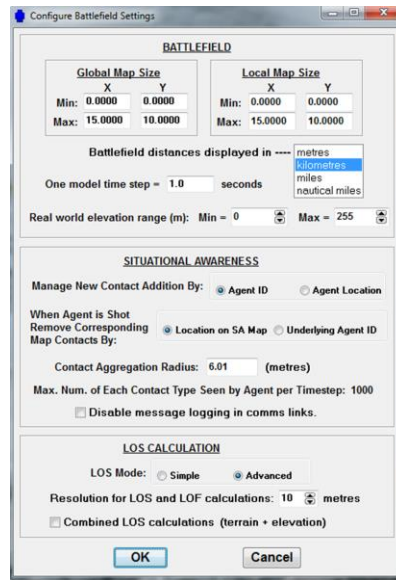 Configure Battlefield Settings
BATTLEFIELD
Global Map Size
X Y
Min: 0.0000 0.0000
Max: 15.0000 10.0000
Local Map Size
X Y
Min: 0.0000 0.0000
Max: 15.0000 10.0000
Battlefield distances displayed in ----
metres
kilometres
miles
nautical miles
One model time step = 1.0 seconds
Real world elevation range (m): Min = 0 Max = 255
SITUATIONAL AWARENESS
Manage New Contact Addition By: Agent ID Agent Location
When Agent is Shot
Remove Corresponding
Map Contacts By:
Location on SA Map Underlying Agent ID
Contact Aggregation Radius: 6.01 (metres)
Max. Num. of Each Contact Type Seen by Agent per Timestep: 1000
Disable message logging in comms links.
LOS CALCULATION
LOS Mode: Simple Advanced
Resolution for LOS and LOF calculations: 10 metres
Combined LOS calculations (terrain + elevation)
OK Cancel